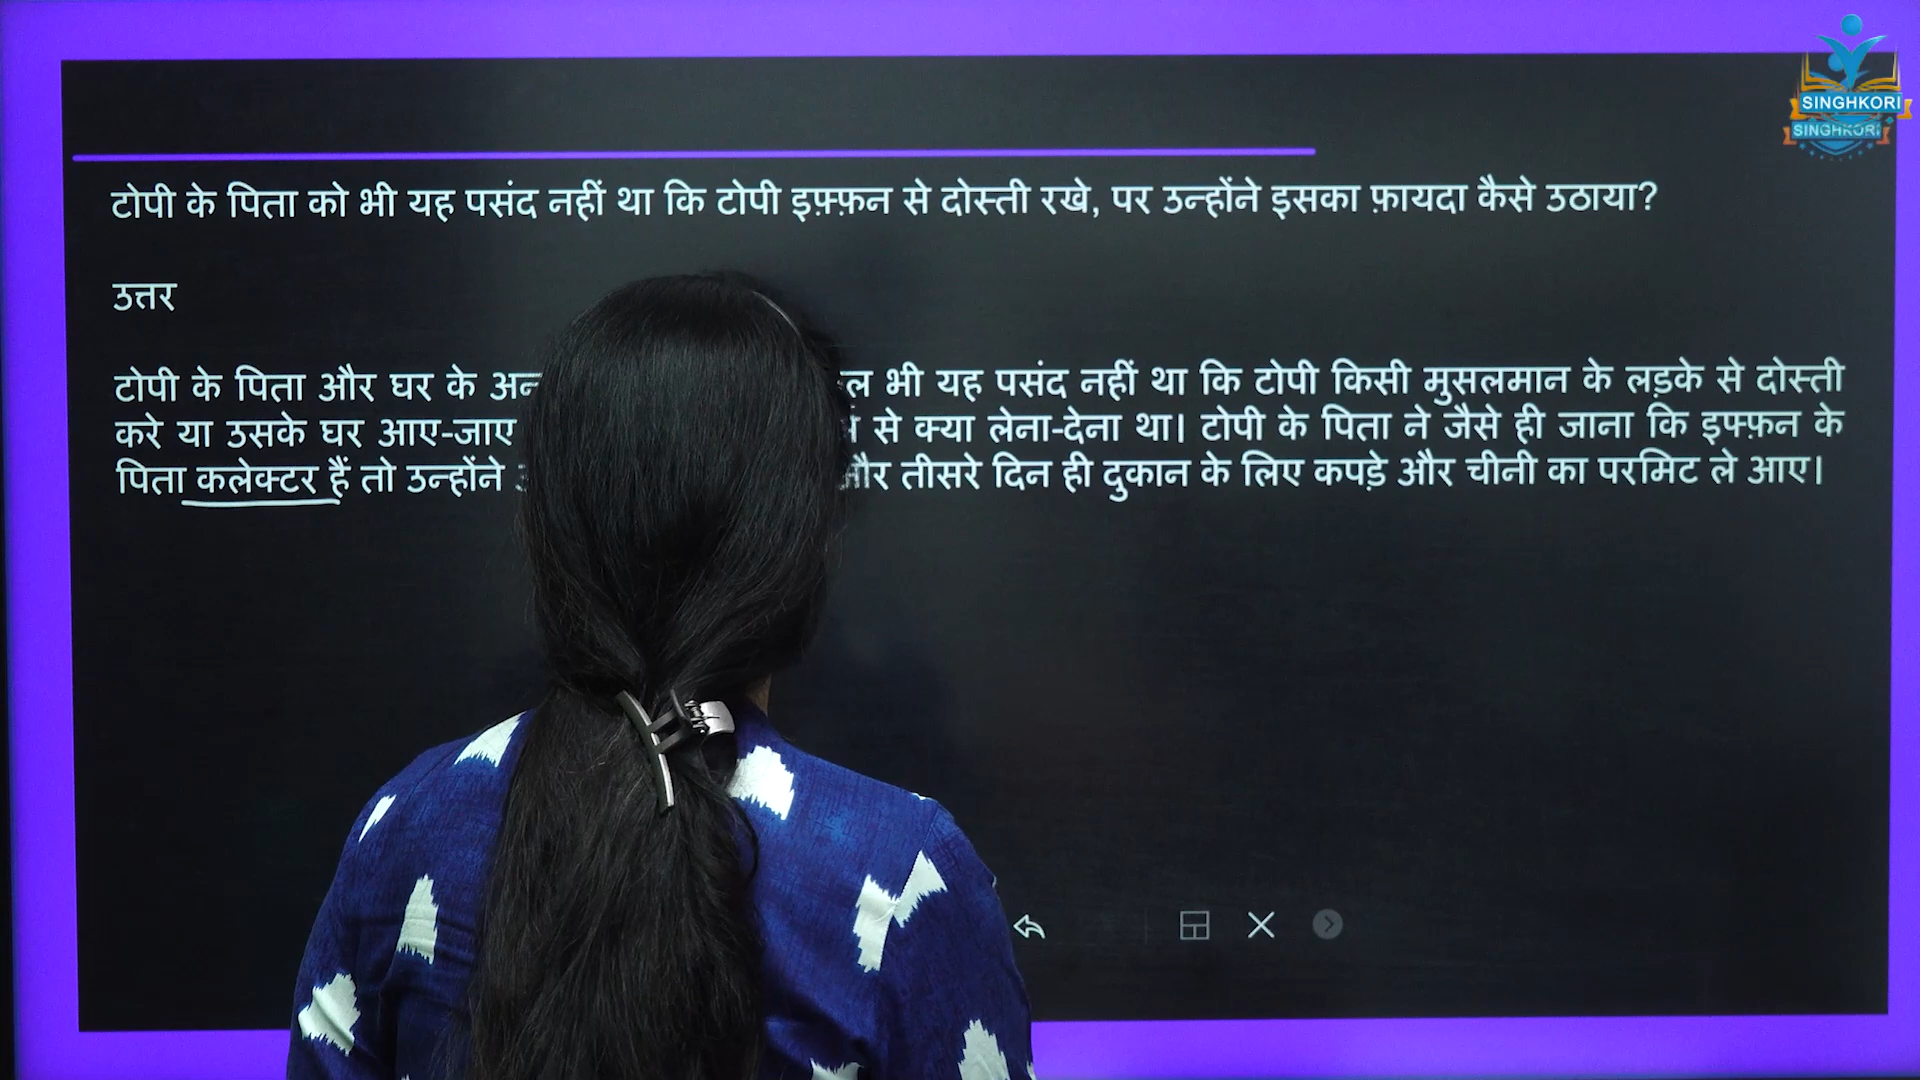 SINGHKORI
SINGHKORI
टोपी के पिता को भी यह पसंद नहीं था कि टोपी इफ़्फ़न से दोस्ती रखे, पर उन्होंने इसका फ़ायदा कैसे उठाया?
उत्तर
टोपी के पिता और घर के भी यह पसंद नहीं था कि टोपी किसी मुसलमान के लड़के से दोस्ती
करे या उसके घर आए-जाए से क्या लेना-देना था। टोपी के पिता ने जैसे ही जाना कि इफ्फ़न के
पिता कलेक्टर हैं तो उन्होंने और तीसरे दिन ही दुकान के लिए कपड़े और चीनी का परमिट ले आए।